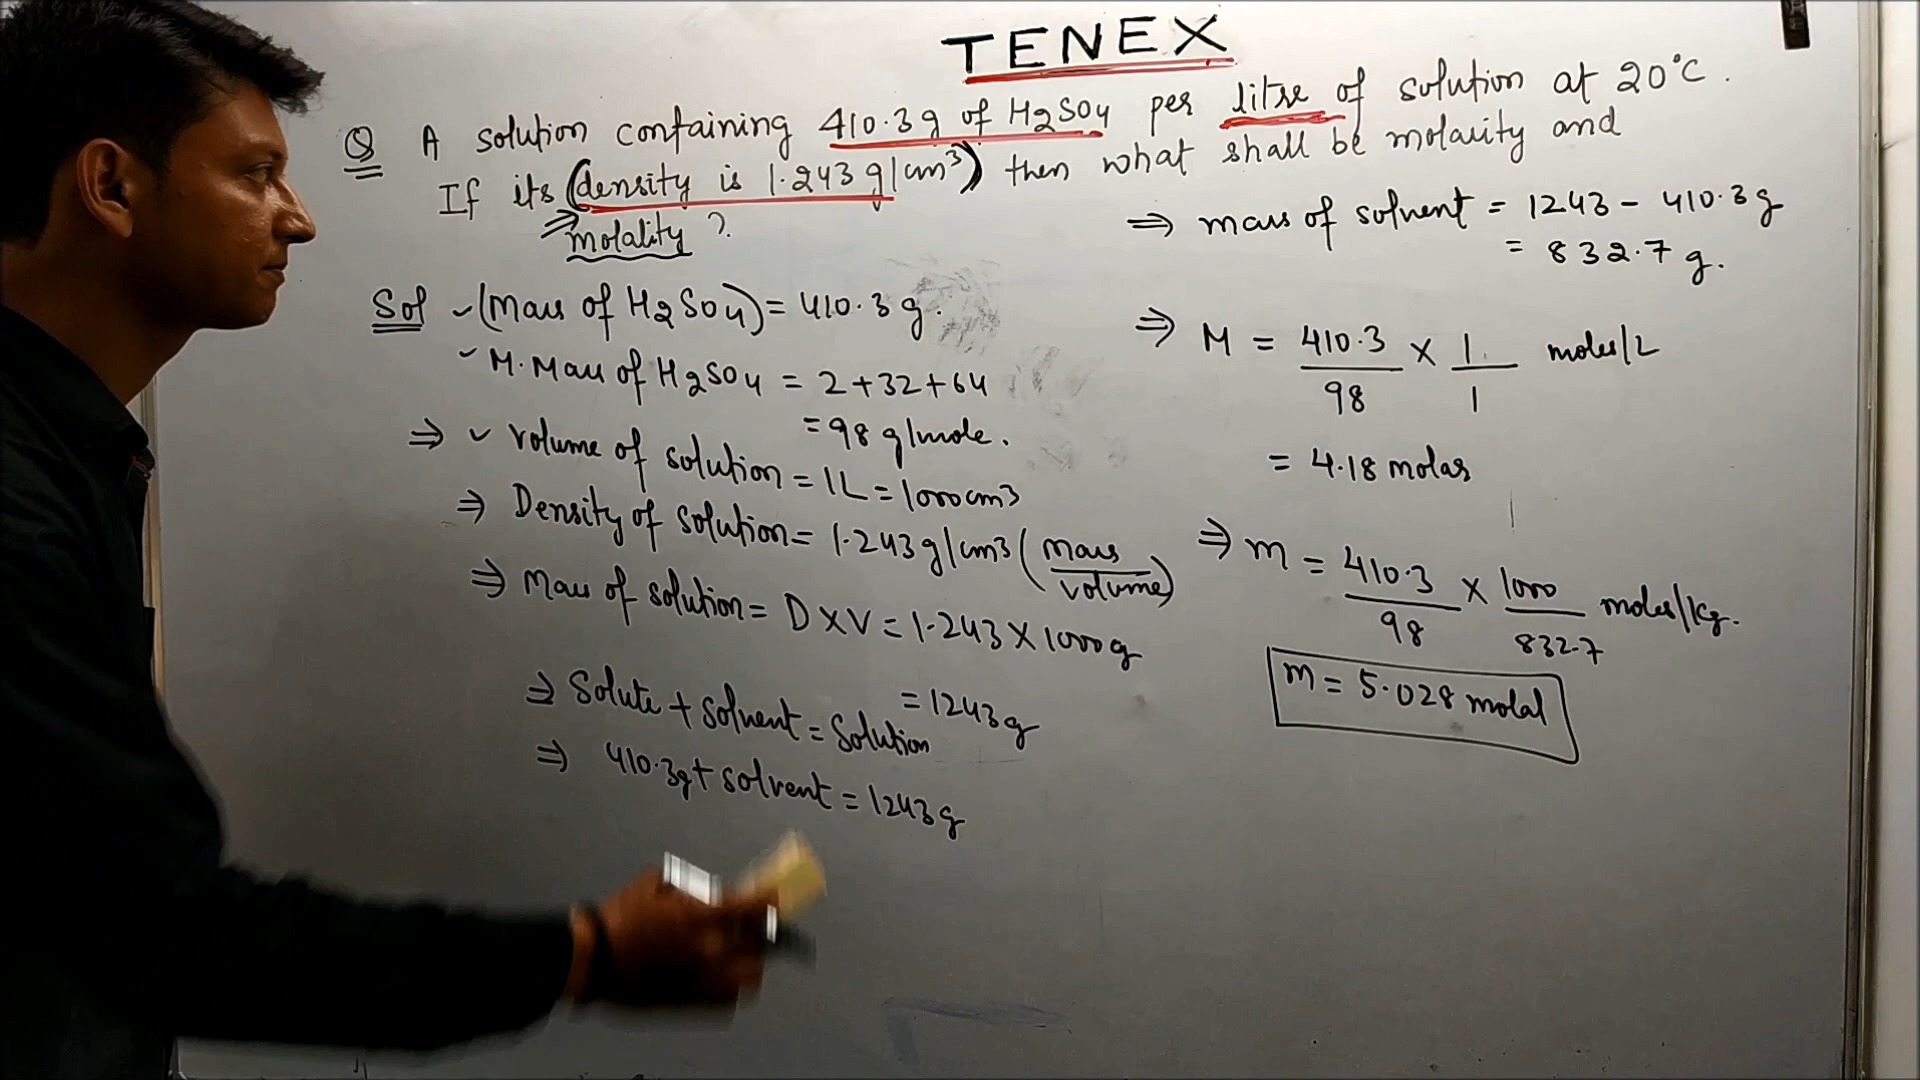 TENEX
Q A solution containing 410.3g of H2SO4 per litre of solution at 20°C.
If its (density is 1.243 g/cm3) then what shall be molarity and
molality ?
Sol (Mass of H2SO4) = 410.3 g.
M. Mass of H2SO4 = 2+32+64
= 98 g/mole.
⇒ Volume of solution = 1L = 1000cm3
⇒ Density of solution = 1.243g/cm3 (mass/volume)
⇒ Mass of solution = D×V = 1.243×1000g
= 1243g
⇒ Solute + Solvent = Solution
⇒ 410.3g + solvent = 1243g
⇒ mass of solvent = 1243 - 410.3g
= 832.7 g.
⇒ M = 410.3/98 × 1/1 moles/L
= 4.18 molar
⇒ m = 410.3/98 × 1000/832.7 moles/kg.
m = 5.028 molal